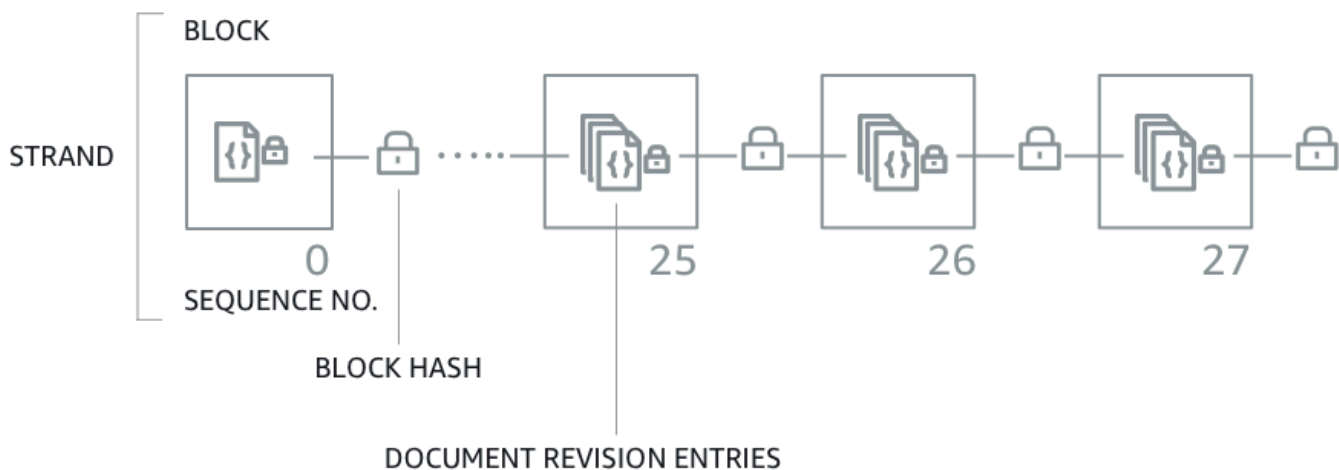 BLOCK
STRAND
{}
{}
{}
{}
0
25
26
27
SEQUENCE NO.
BLOCK HASH
DOCUMENT REVISION ENTRIES